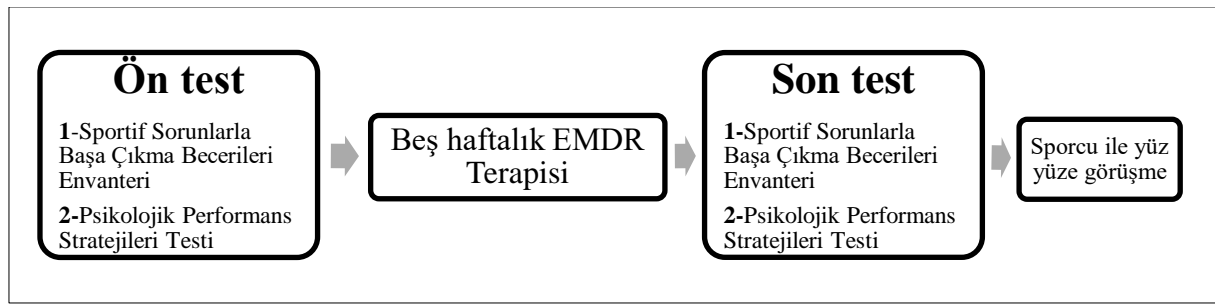 Ön test
1-Sportif Sorunlarla
Başa Çıkma Becerileri
Envanteri
2-Psikolojik Performans
Stratejileri Testi
Beş haftalık EMDR
Terapisi
Son test
1-Sportif Sorunlarla
Başa Çıkma Becerileri
Envanteri
2-Psikolojik Performans
Stratejileri Testi
Sporcu ile yüz
yüze görüşme